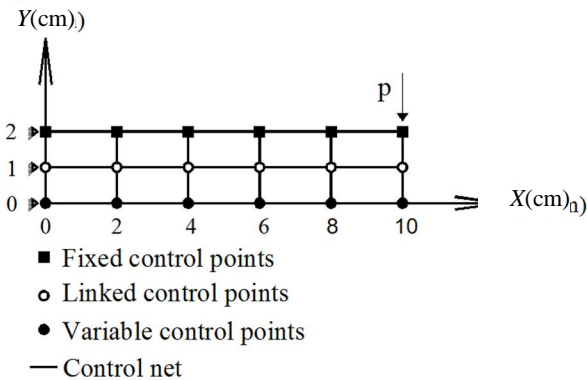 Y(cm))
p
2
1
0
0 2 4 6 8 10
X(cm)n)
Fixed control points
Linked control points
Variable control points
Control net